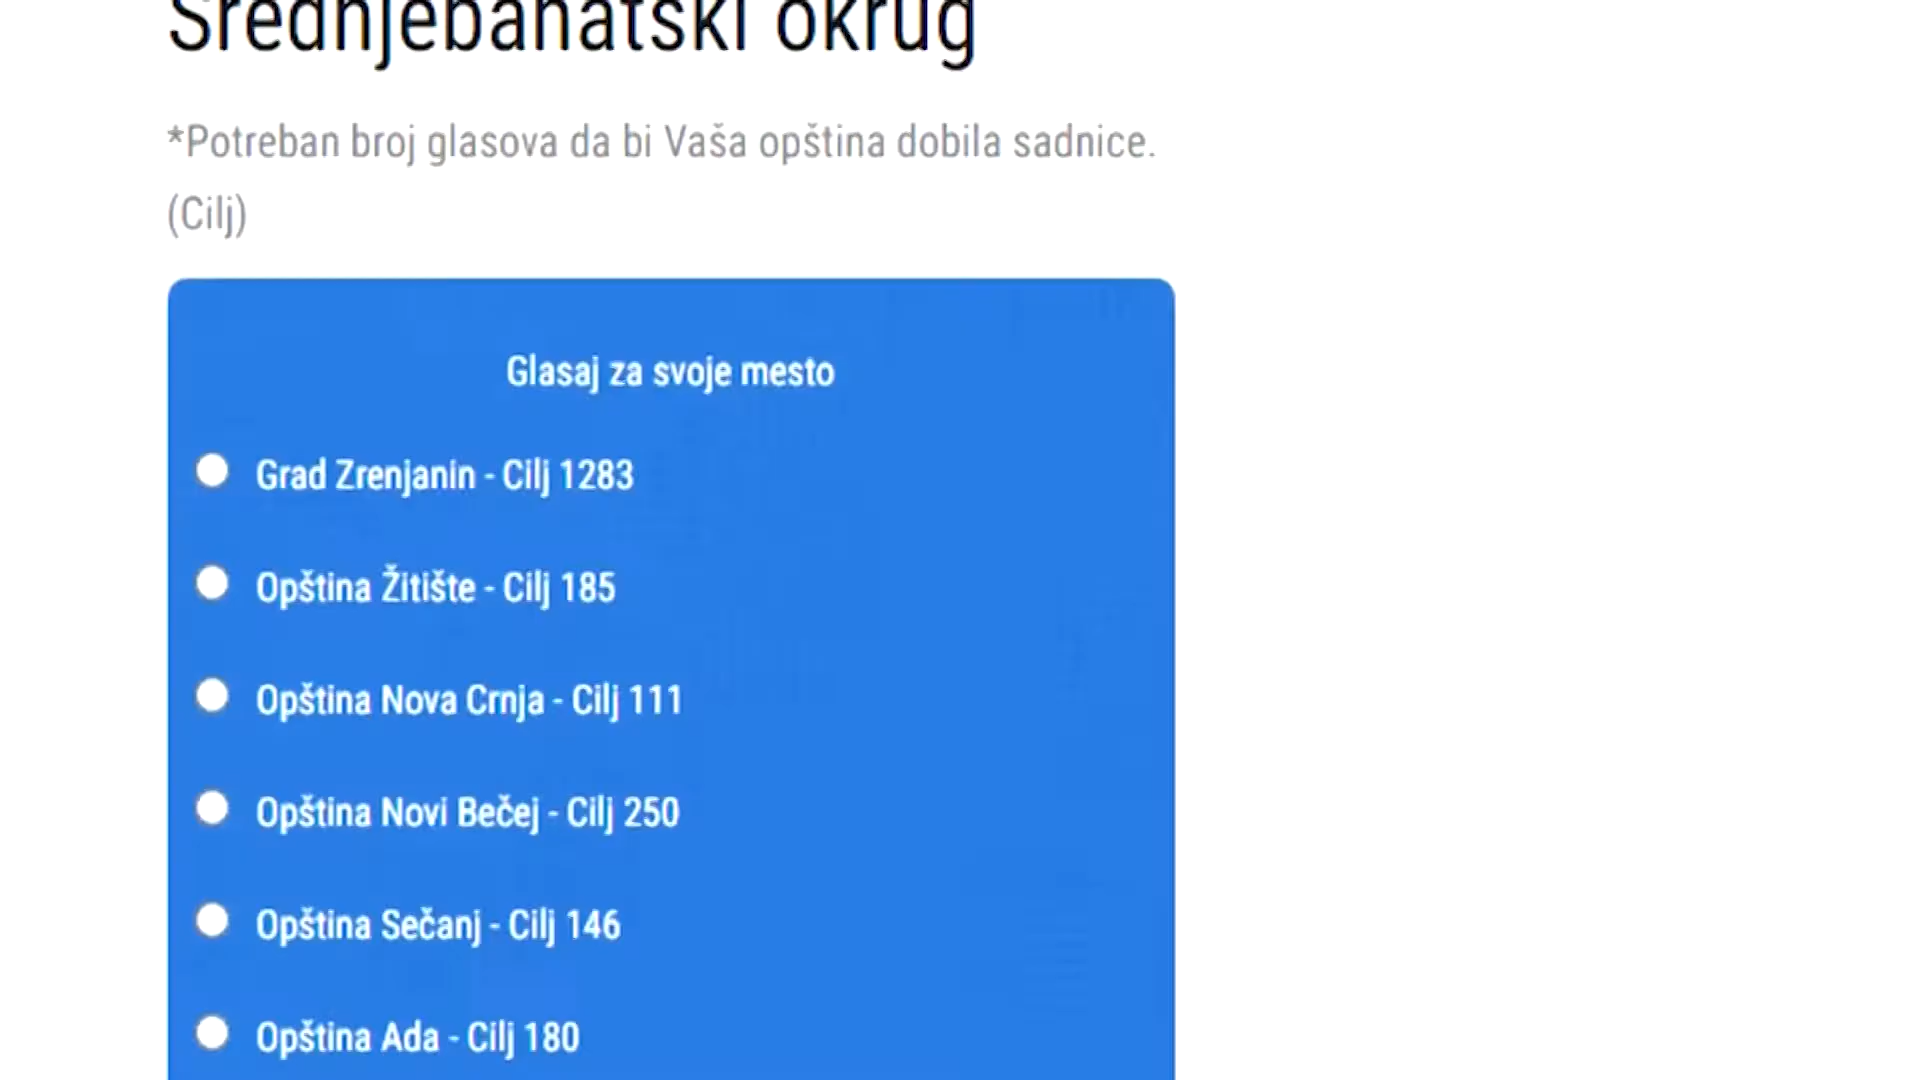 Srednjebanatski okrug
*Potreban broj glasova da bi Vaša opština dobila sadnice.
(Cilj)
Glasaj za svoje mesto
Grad Zrenjanin - Cilj 1283
Opština Žitište - Cilj 185
Opština Nova Crnja - Cilj 111
Opština Novi Bečej - Cilj 250
Opština Sečanj - Cilj 146
Opština Ada - Cilj 180